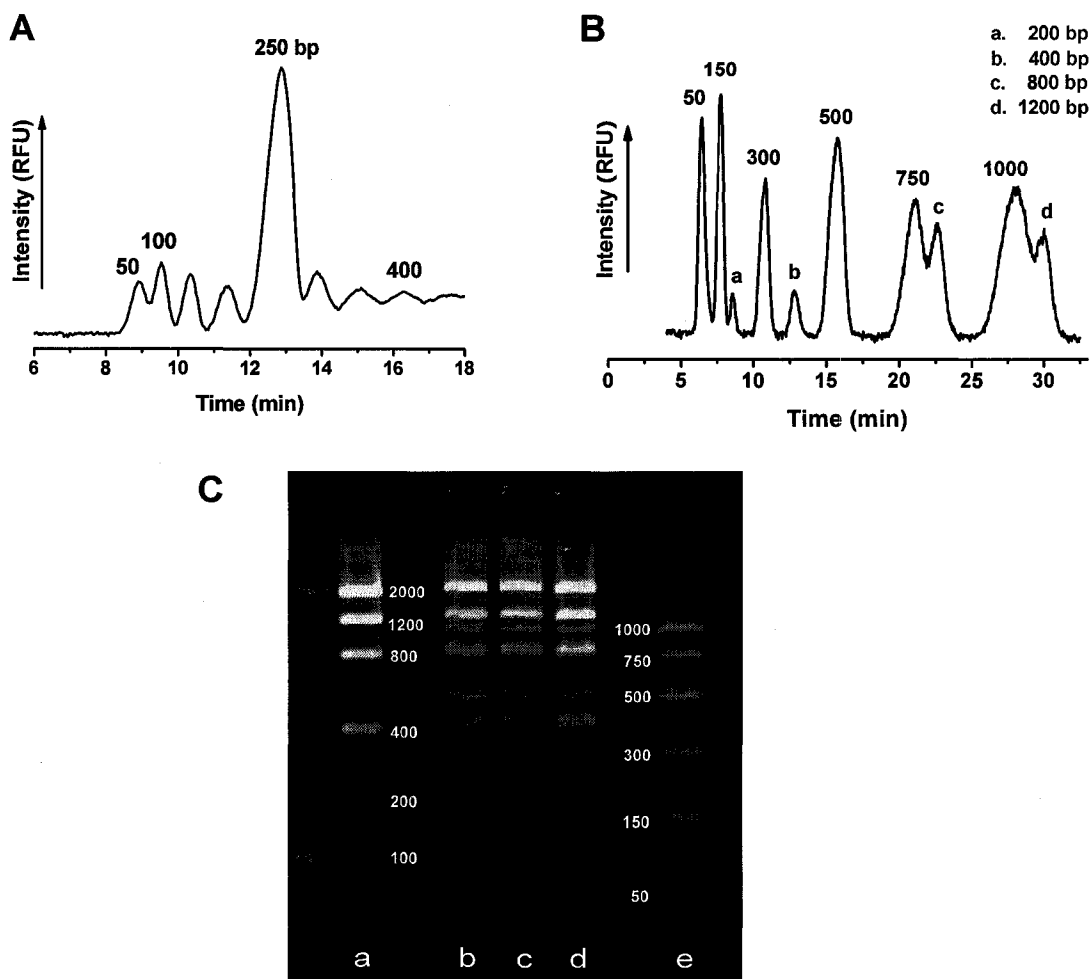 A
250 bp
50
100
400
Intensity (RFU)
6 8 10 12 14 16 18
Time (min)
B
a. 200 bp
b. 400 bp
c. 800 bp
d. 1200 bp
50
150
a
300
b
500
750
c
1000
d
Intensity (RFU)
0 5 10 15 20 25 30
Time (min)
C
2000
1200
800
400
200
100
1000
750
500
300
150
50
a b c d e